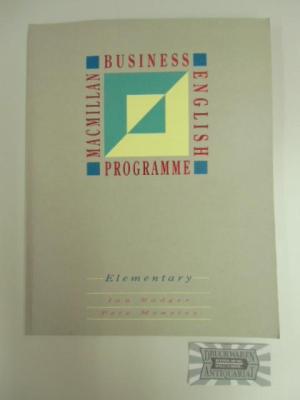 BUSINESS
MACMILLAN
ENGLISH
PROGRAMME
Elementary
Ian Badger
Pete Menzies
DRUCKWAREN
ANTIQUARIAT